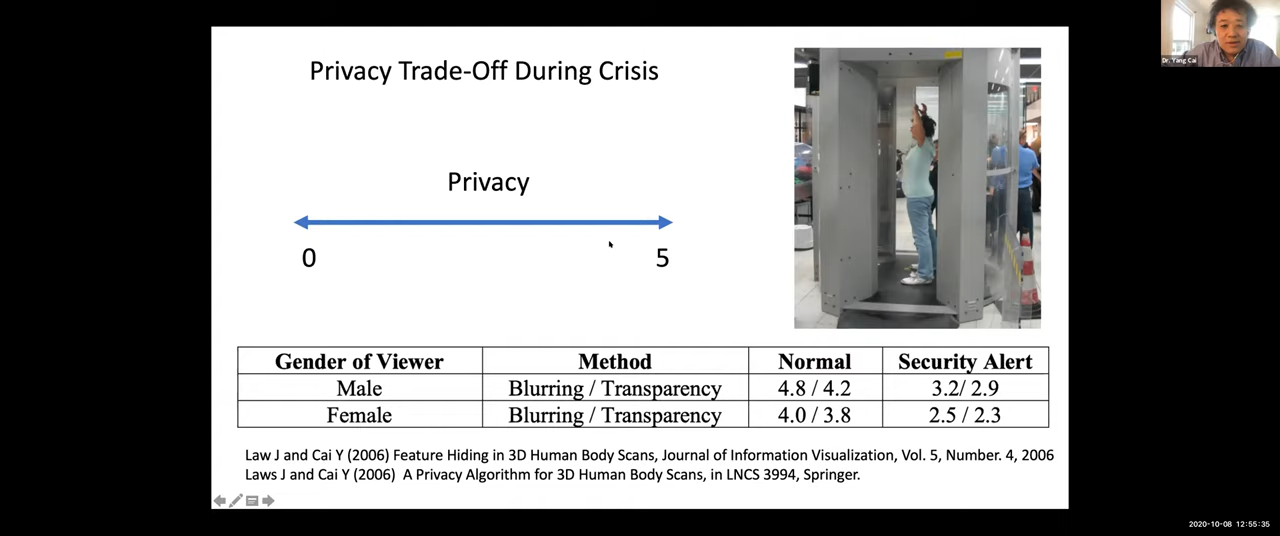 Privacy Trade-Off During Crisis
Dr. Yang Cai
Privacy
0 5
Gender of Viewer Method Normal Security Alert
Male Blurring / Transparency 4.8 / 4.2 3.2/ 2.9
Female Blurring / Transparency 4.0 / 3.8 2.5 / 2.3
Law J and Cai Y (2006) Feature Hiding in 3D Human Body Scans, Journal of Information Visualization, Vol. 5, Number. 4, 2006
Laws J and Cai Y (2006) A Privacy Algorithm for 3D Human Body Scans, in LNCS 3994, Springer.
2020-10-08 12:55:35